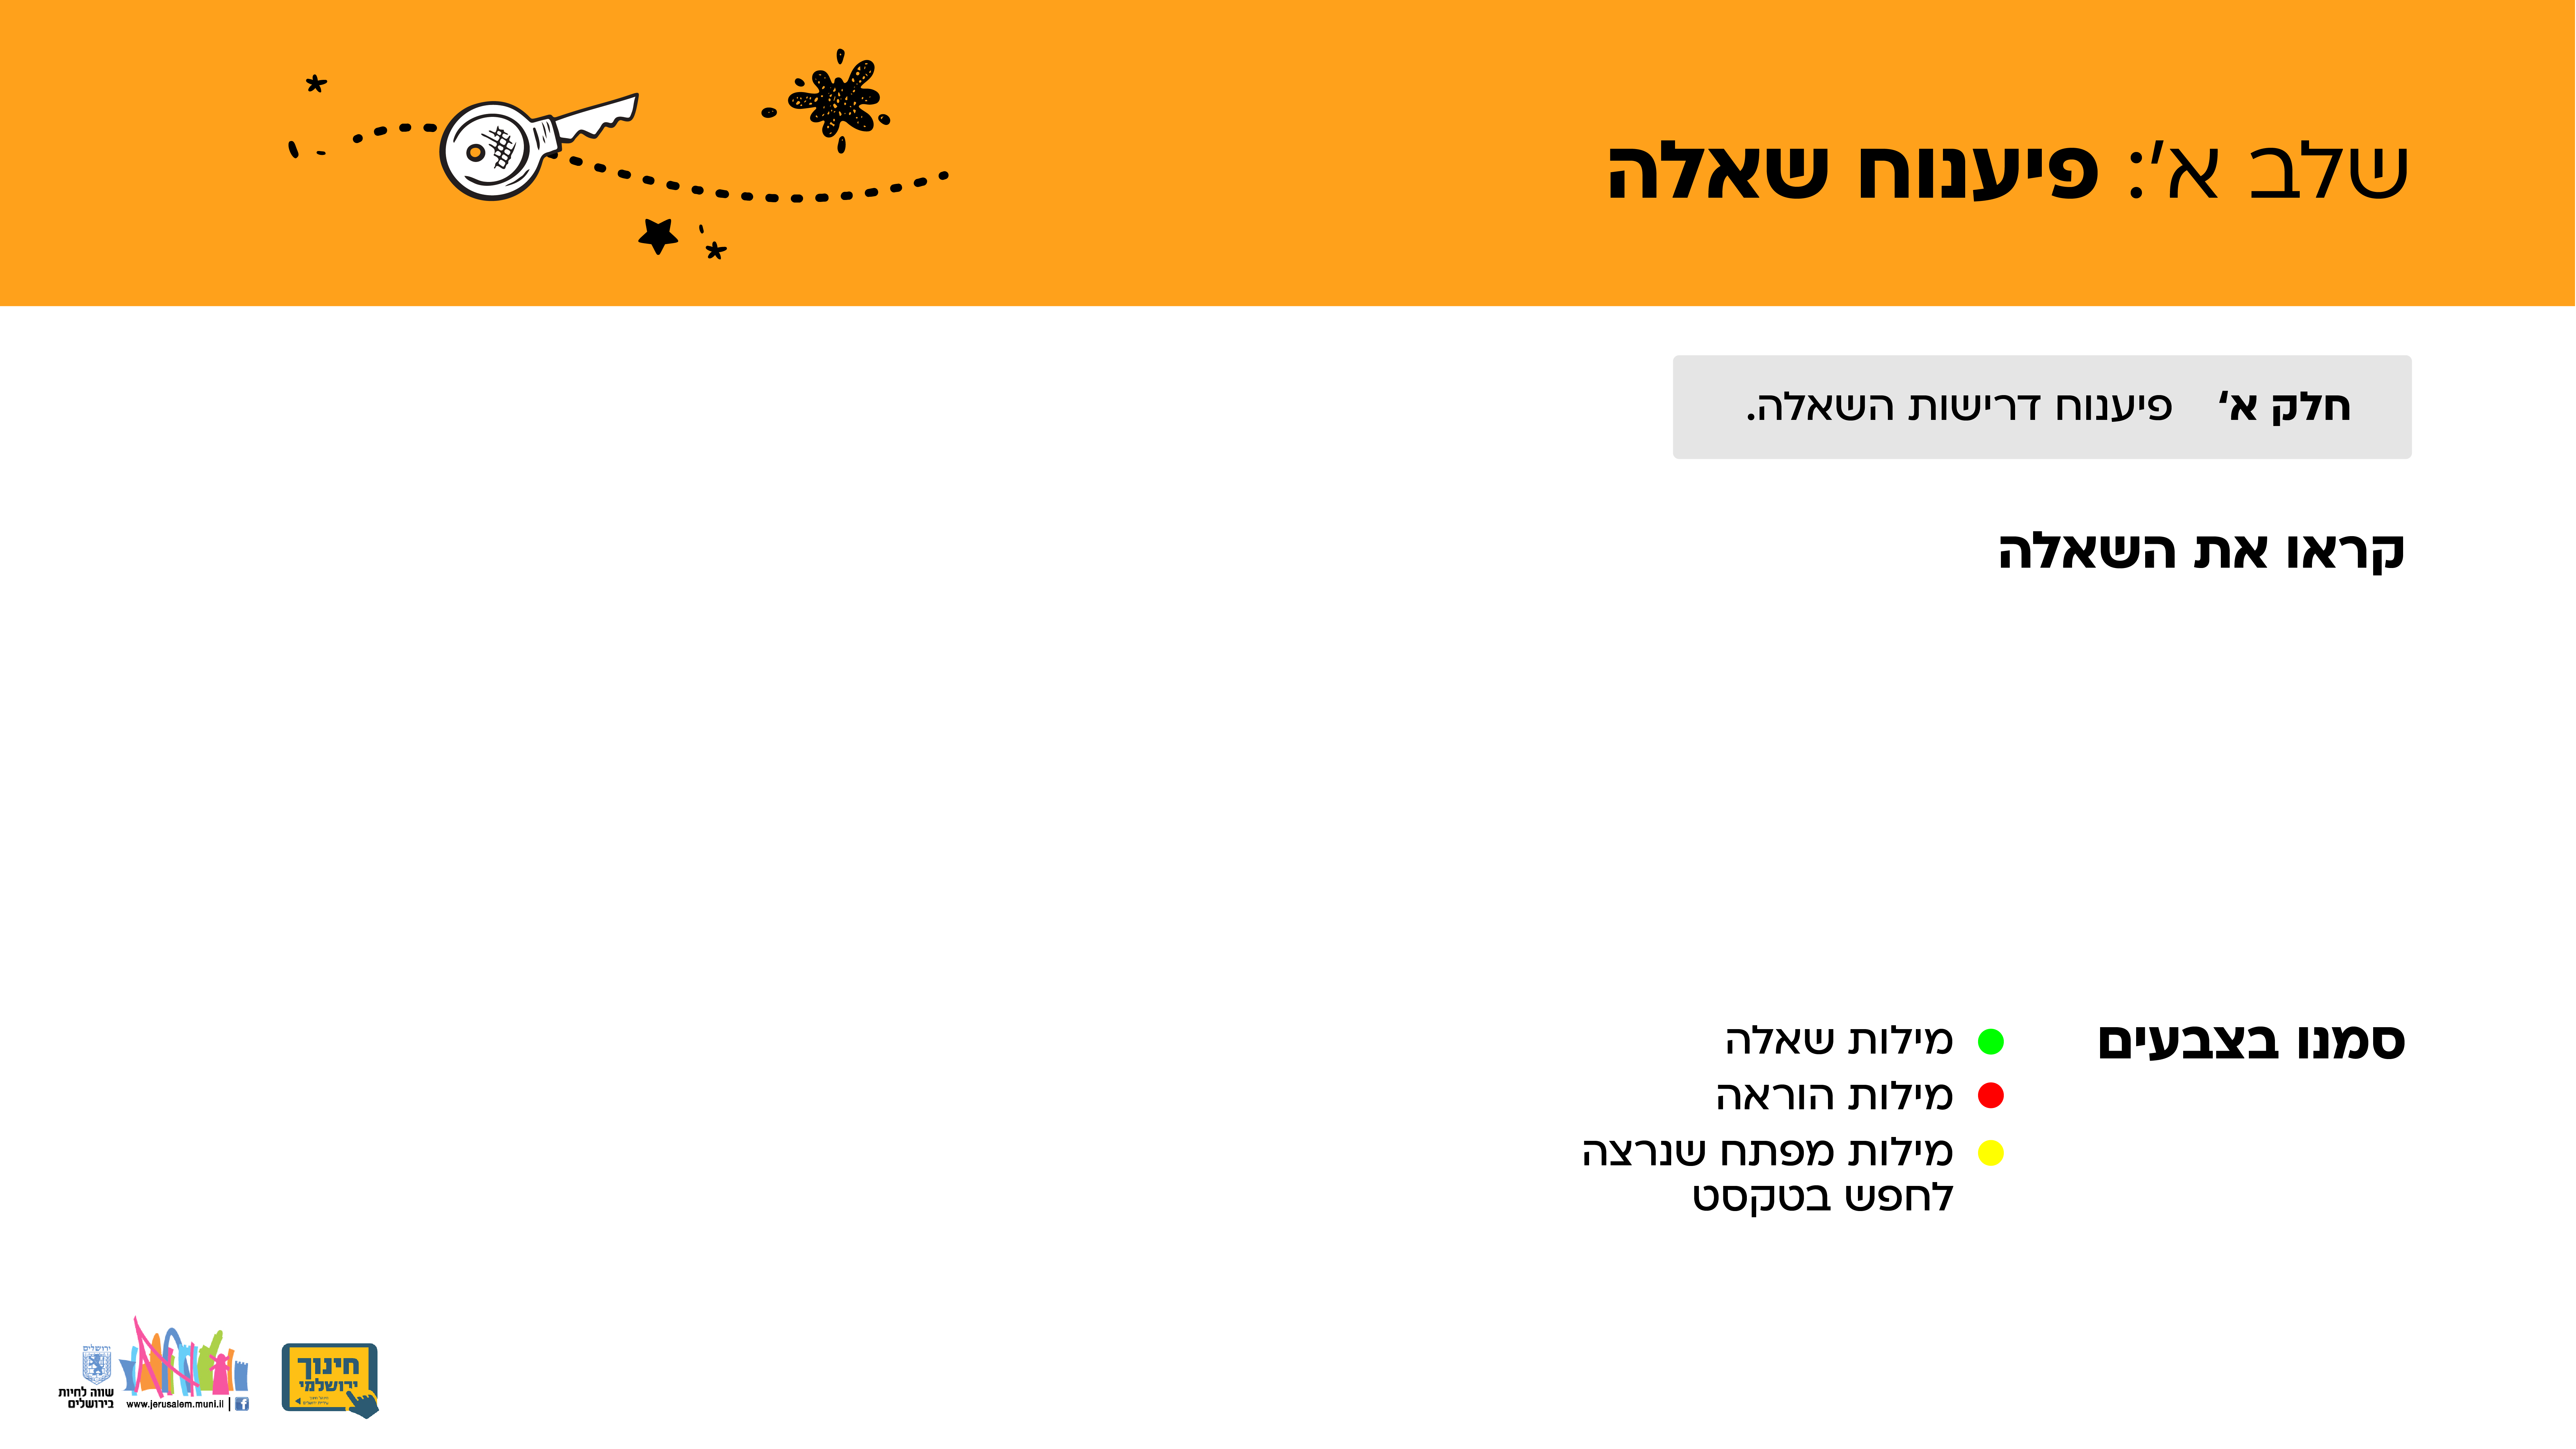 שלב א': פיענוח שאלה
חלק א' פיענוח דרישות השאלה.
קראו את השאלה
סמנו בצבעים
מילות שאלה
מילות הוראה
מילות מפתח שנרצה
לחפש בטקסט
ירושלים
שווה לחיות
בירושלים
www.jerusalem.muni.il
חינוך
ירושלמי